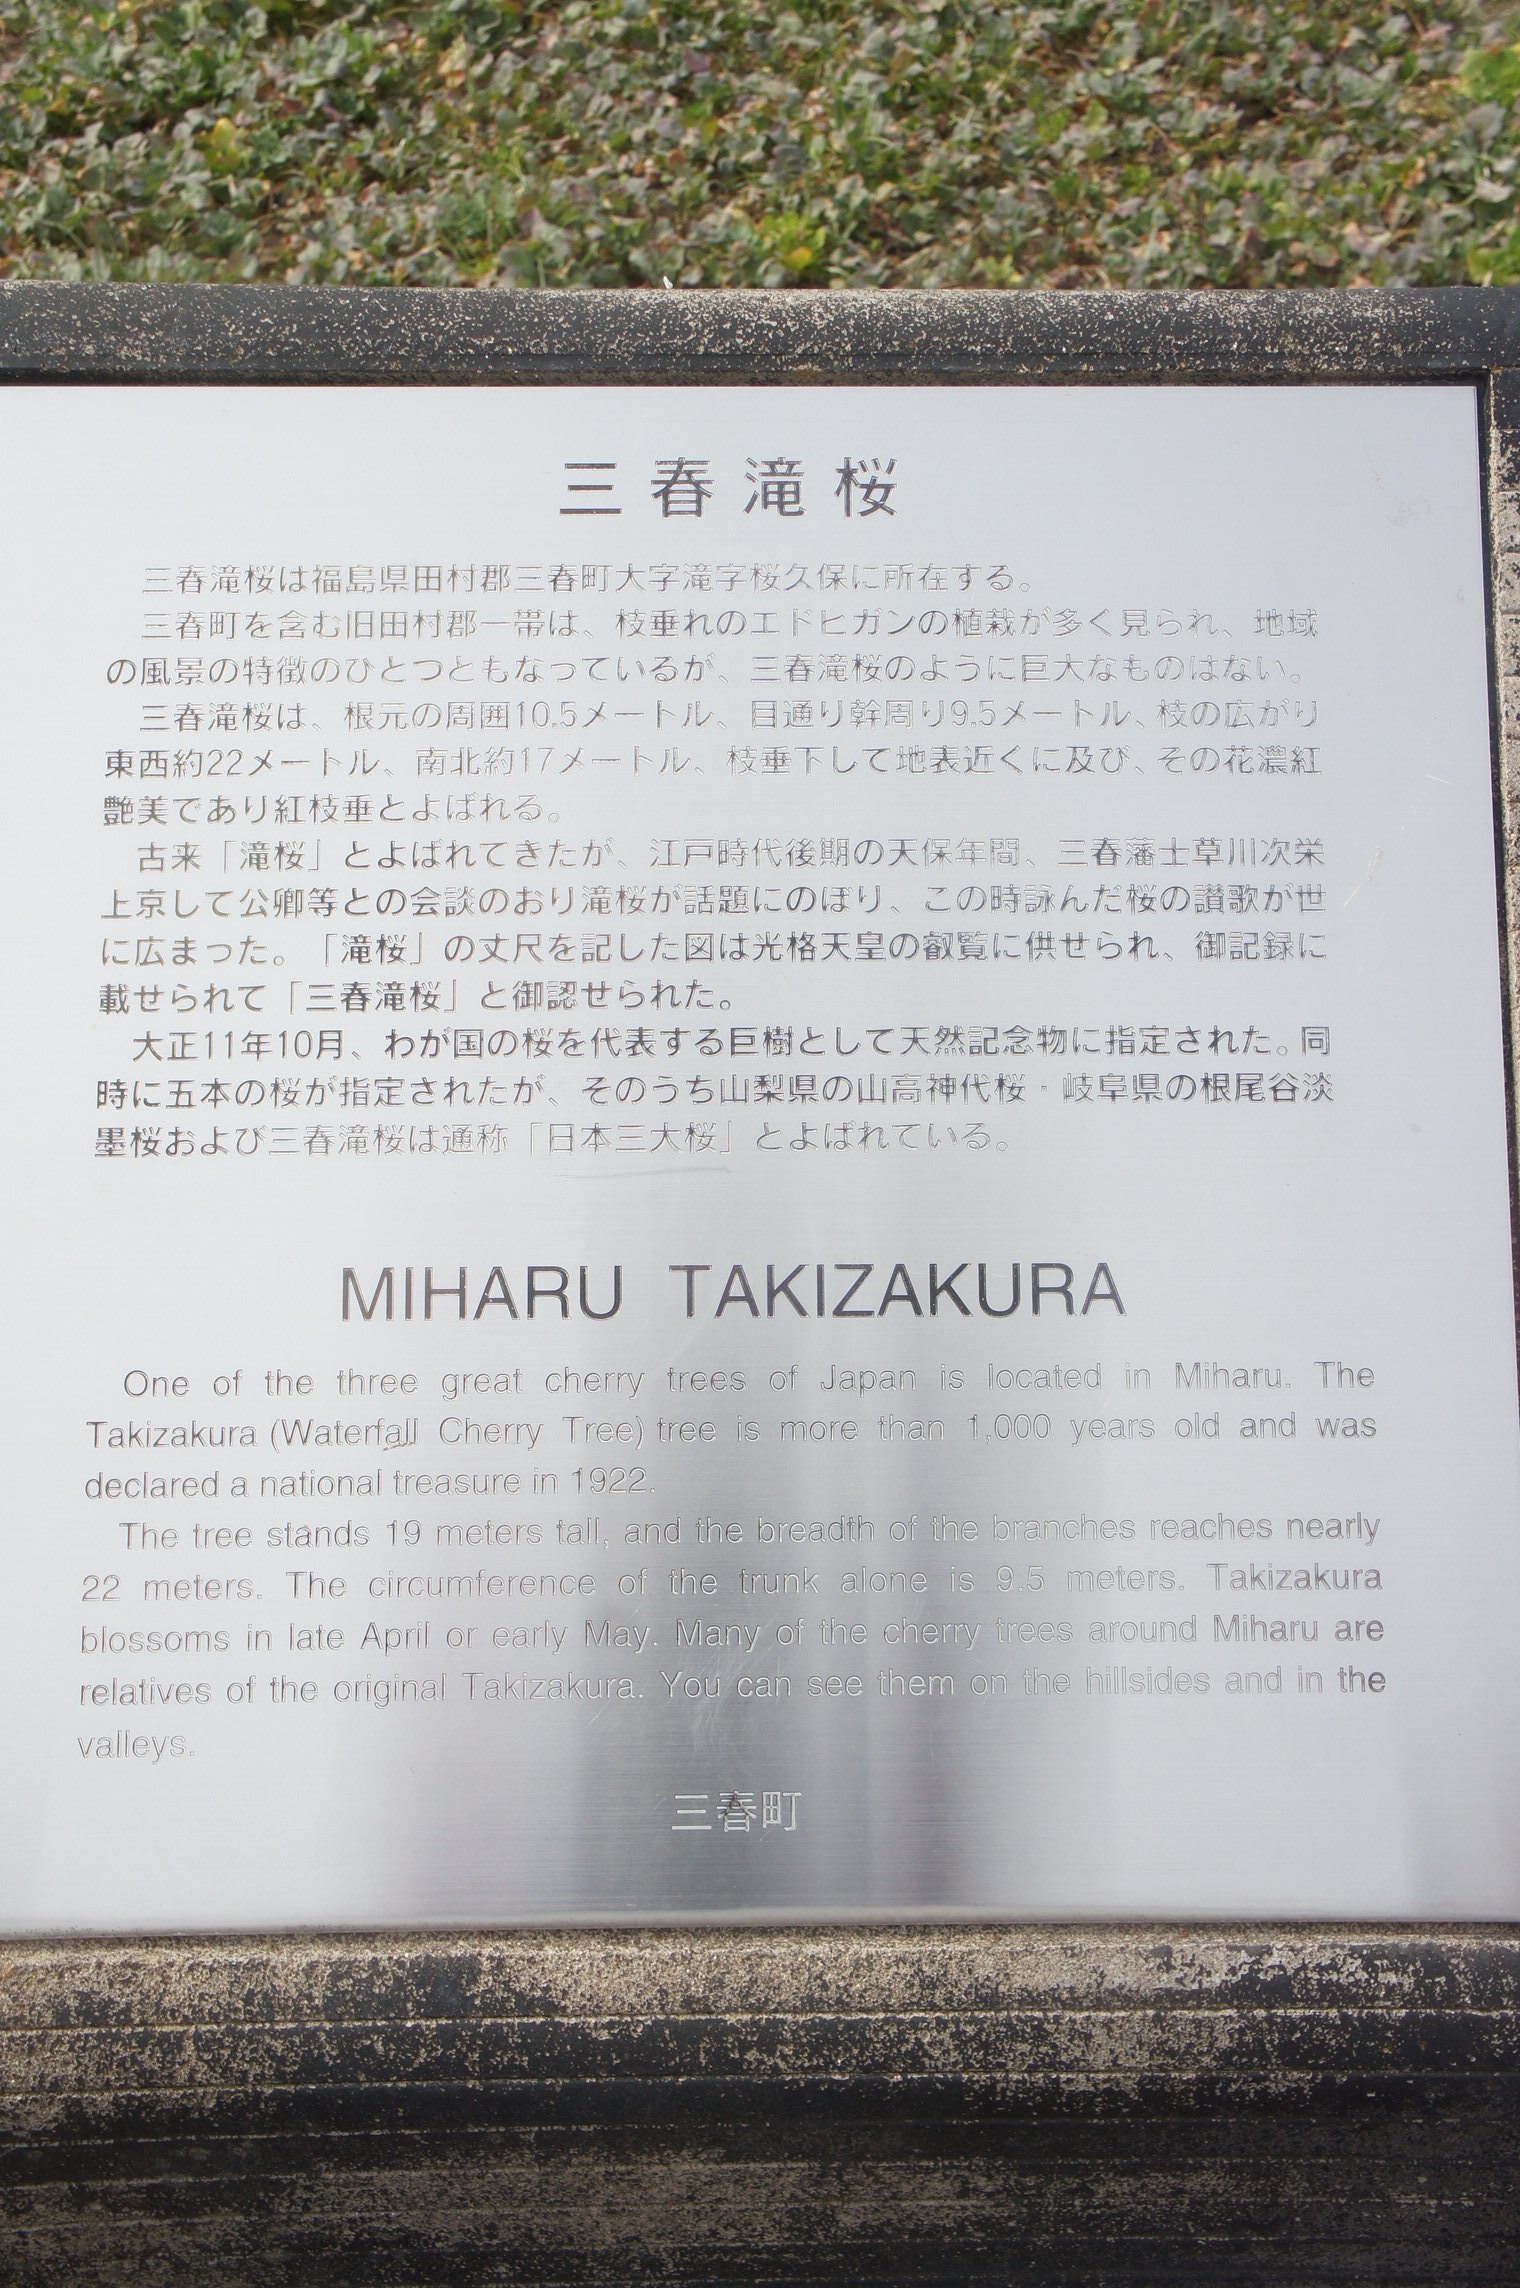 三春滝桜
三春滝桜は福島県田村郡三春町大字滝字桜久保に所在する。
三春町を含む旧田村郡一帯は、枝垂れのエドヒガンの植栽が多く見られ、地域
の風景の特徴のひとつともなっているが、三春滝桜のように巨大なものはない。
三春滝桜は、根元の周囲10.5メートル、目通り幹周り9.5メートル、枝の広がり
東西約22メートル、南北約17メートル、枝垂下して地表近くに及び、その花濃紅
艶美であり紅枝垂とよばれる。
古来「滝桜」とよばれてきたが、江戸時代後期の天保年間、三春藩士草川次栄
上京して公卿等との会談のおり滝桜が話題にのぼり、この時詠んだ桜の讃歌が世
に広まった。「滝桜」の丈尺を記した図は光格天皇の叡覧に供せられ、御記録に
載せられて「三春滝桜」と御認せられた。
大正11年10月、わが国の桜を代表する巨樹として天然記念物に指定された。同
時に五本の桜が指定されたが、そのうち山梨県の山高神代桜・岐阜県の根尾谷淡
墨桜および三春滝桜は通称「日本三大桜」とよばれている。
MIHARU TAKIZAKURA
One of the three great cherry trees of Japan is located in Miharu. The
Takizakura (Waterfall Cherry Tree) tree is more than 1,000 years old and was
declared a national treasure in 1922.
The tree stands 19 meters tall, and the breadth of the branches reaches nearly
22 meters. The circumference of the trunk alone is 9.5 meters. Takizakura
blossoms in late April or early May. Many of the cherry trees around Miharu are
relatives of the original Takizakura. You can see them on the hillsides and in the
valleys.
三春町